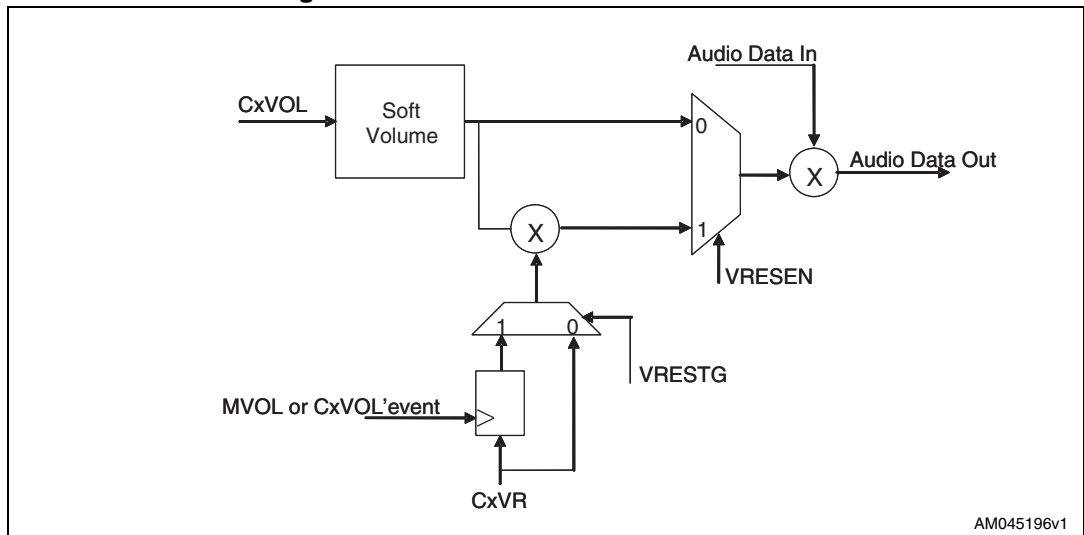 Audio Data In
CxVOL
Soft
Volume
0
X
Audio Data Out
X
1
VRESEN
1
0
VRESTG
MVOL or CxVOL'event
CxVR
AM045196v1